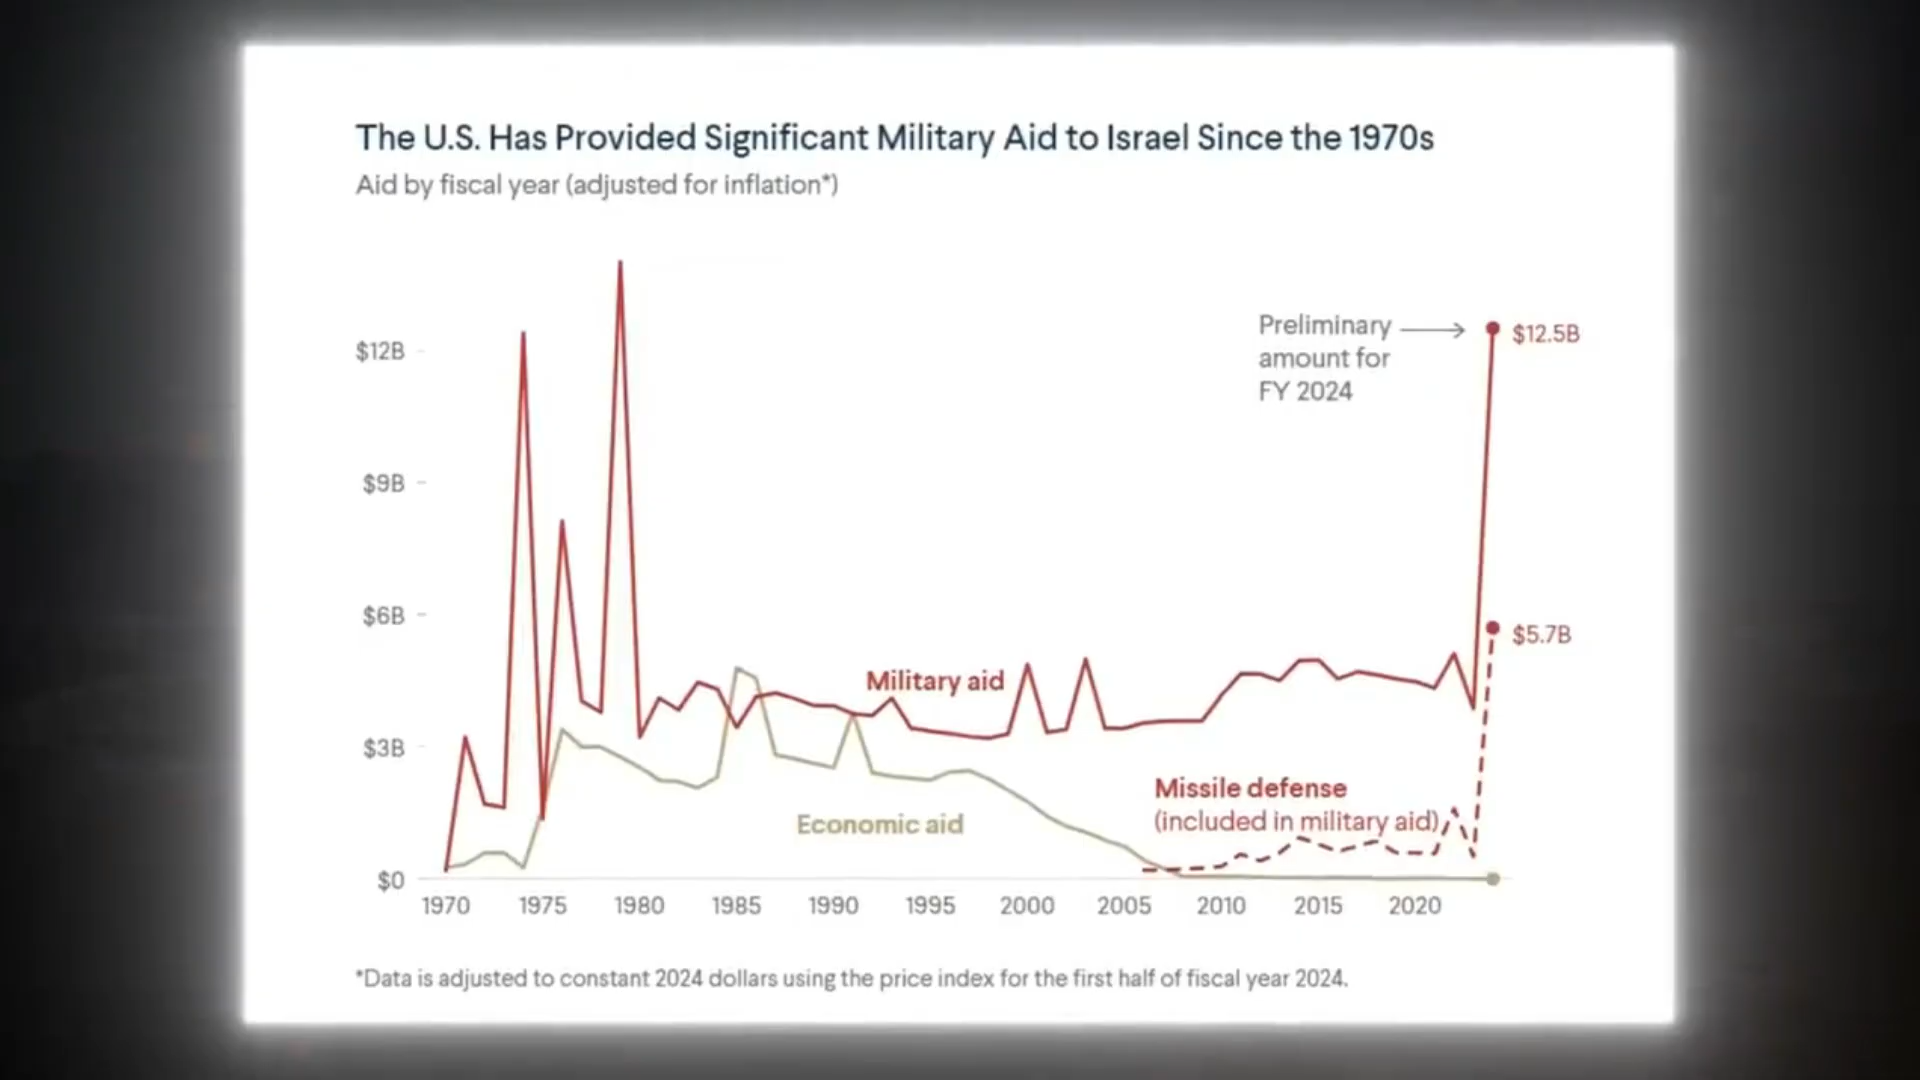 The U.S. Has Provided Significant Military Aid to Israel Since the 1970s
Aid by fiscal year (adjusted for inflation*)
Preliminary
amount for
FY 2024
$12.5B
$12B
$9B
$6B
$5.7B
Military aid
$3B
Missile defense
(included in military aid)
Economic aid
$0
1970 1975 1980 1985 1990 1995 2000 2005 2010 2015 2020
*Data is adjusted to constant 2024 dollars using the price index for the first half of fiscal year 2024.